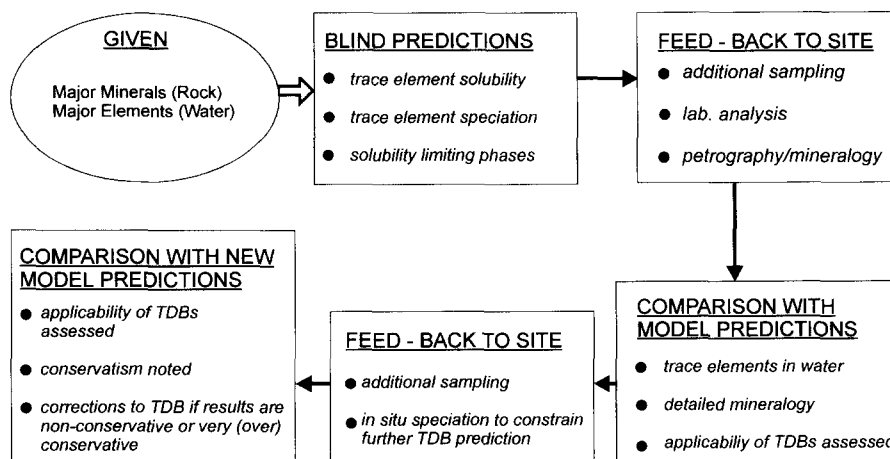 GIVEN
Major Minerals (Rock)
Major Elements (Water)
BLIND PREDICTIONS
● trace element solubility
● trace element speciation
● solubility limiting phases
FEED - BACK TO SITE
● additional sampling
● lab. analysis
● petrography/mineralogy
COMPARISON WITH
MODEL PREDICTIONS
● trace elements in water
● detailed mineralogy
● applicabiliy of TDBs assessed
FEED - BACK TO SITE
● additional sampling
● in situ speciation to constrain
further TDB prediction
COMPARISON WITH NEW
MODEL PREDICTIONS
● applicability of TDBs
assessed
● conservatism noted
● corrections to TDB if results are
non-conservative or very (over)
conservative